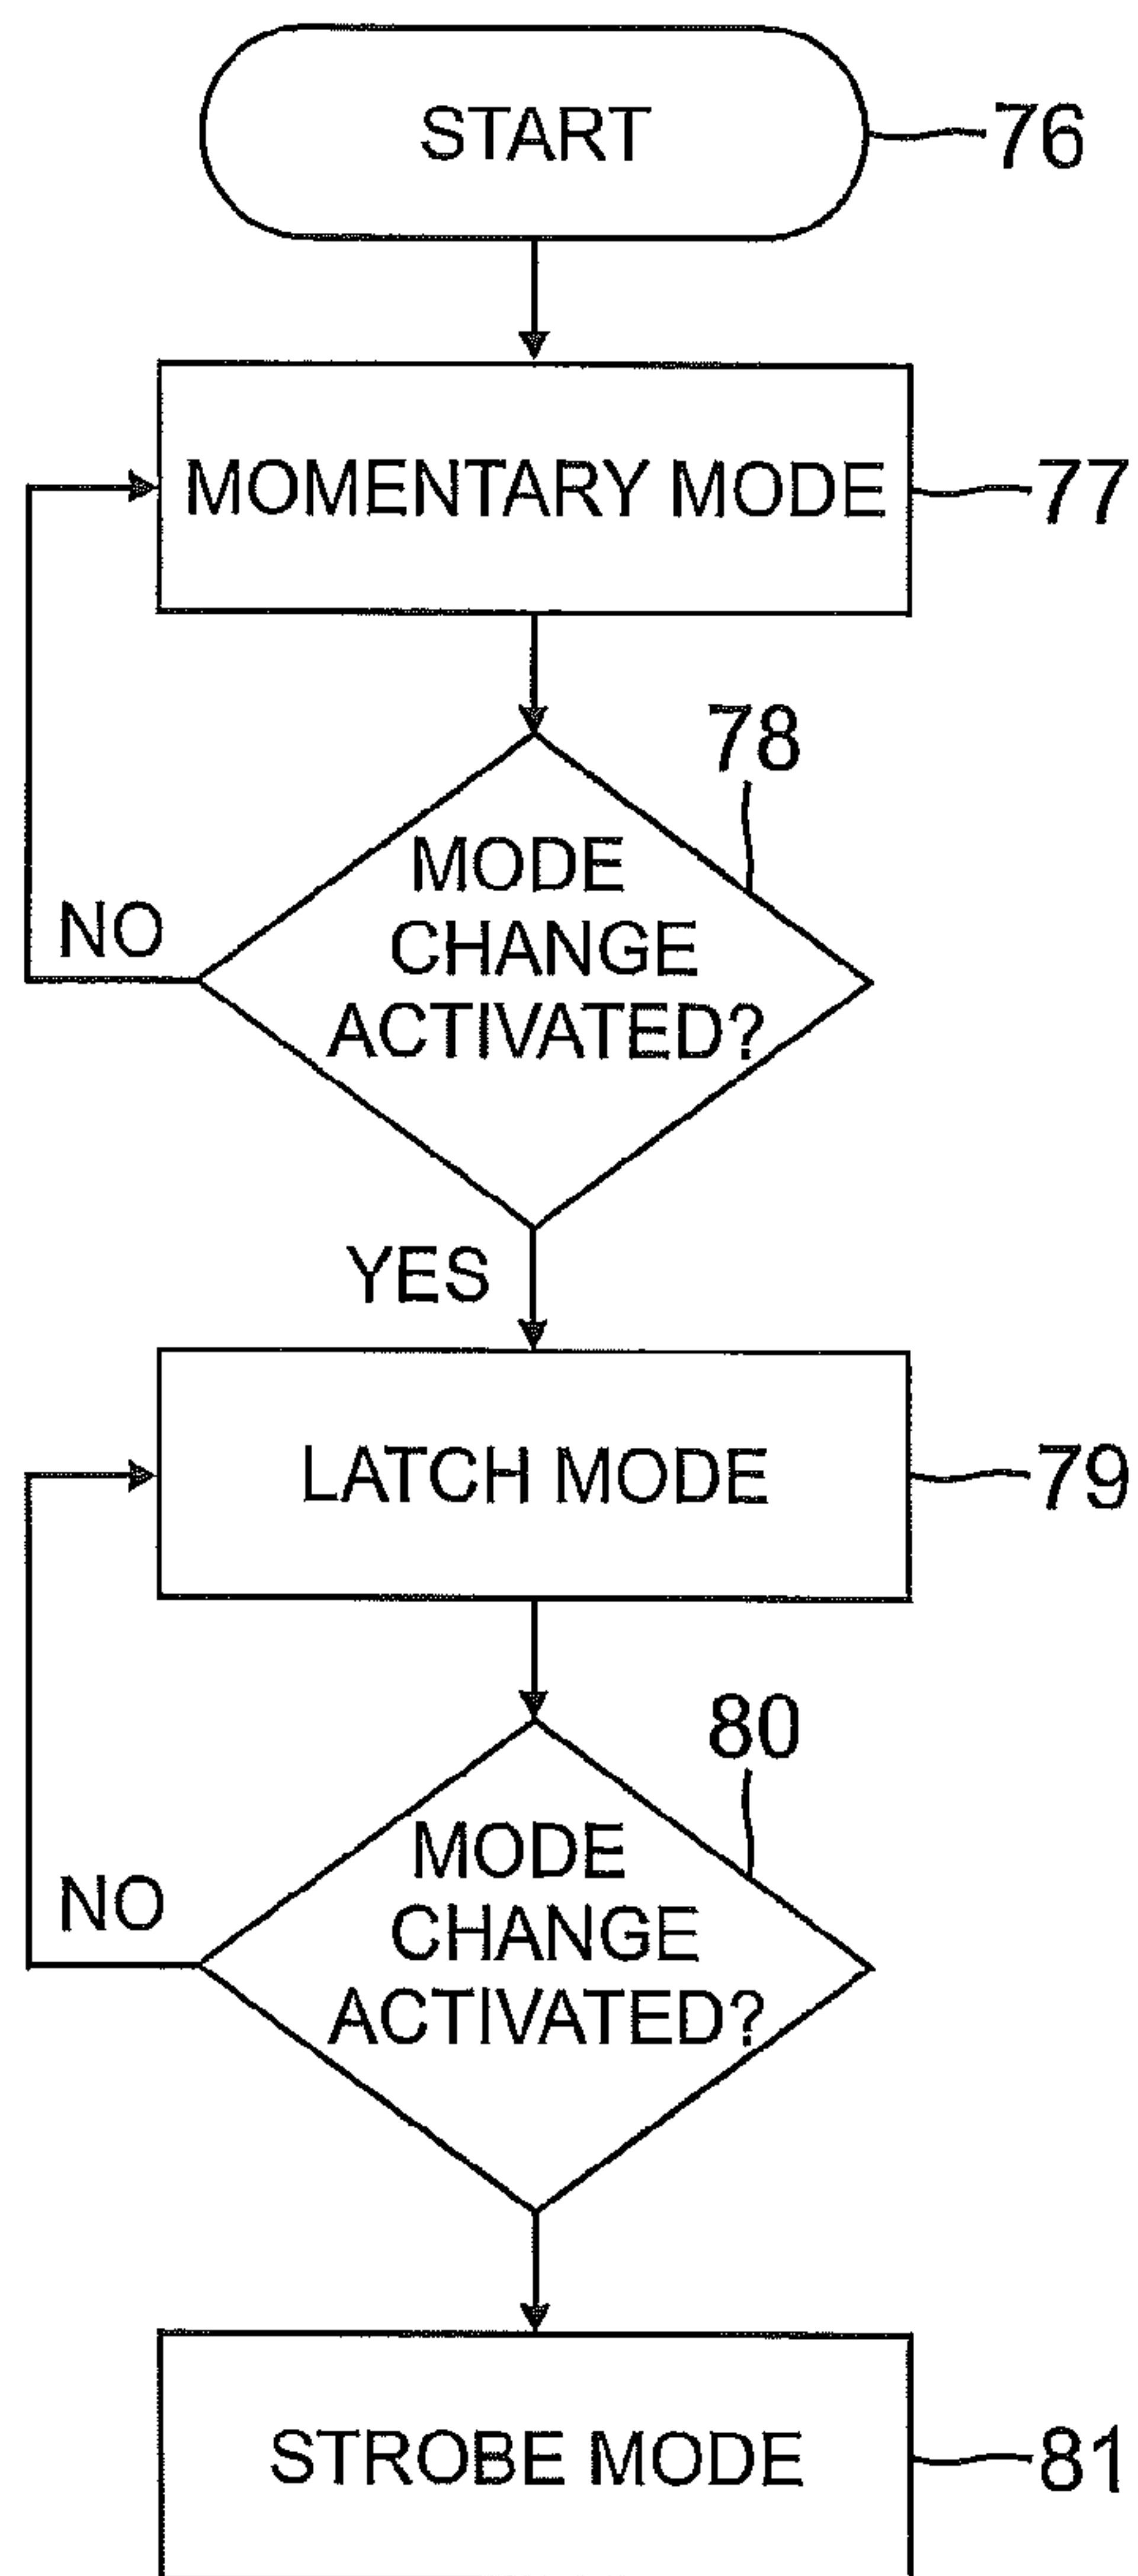 START
76
MOMENTARY MODE
77
78
MODE
CHANGE
ACTIVATED?
NO
YES
LATCH MODE
79
80
MODE
CHANGE
ACTIVATED?
NO
STROBE MODE
81